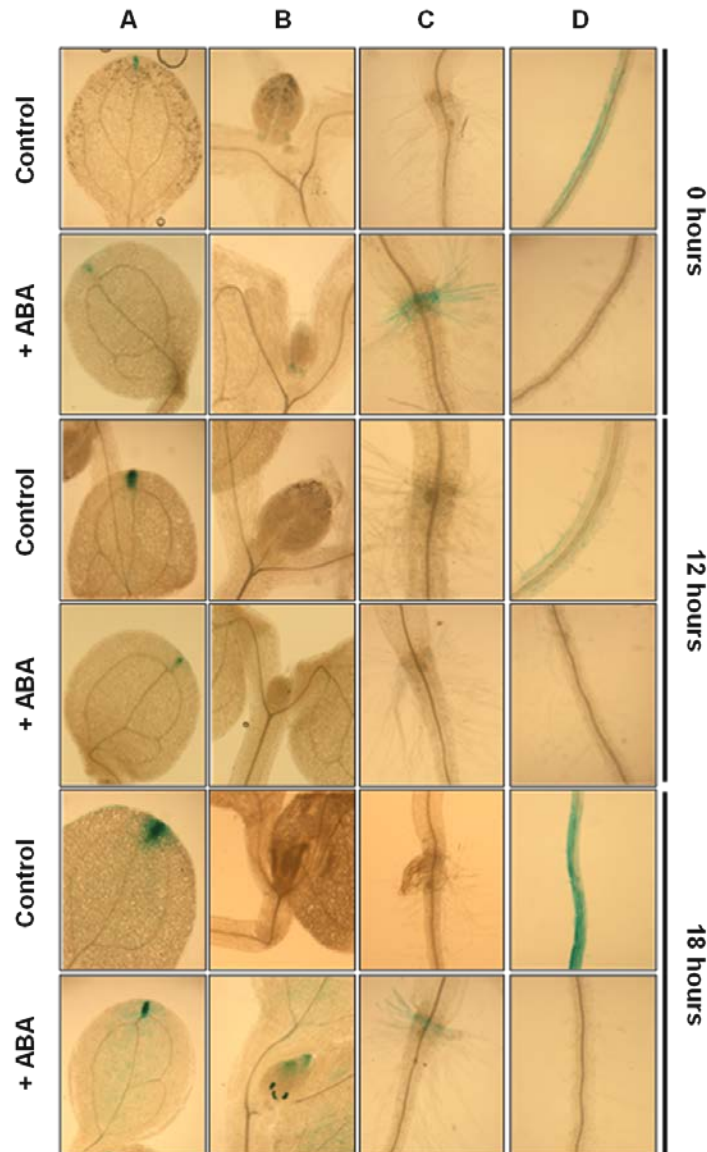 A B C D
Control
+ ABA
0 hours
Control
+ ABA
12 hours
Control
+ ABA
18 hours